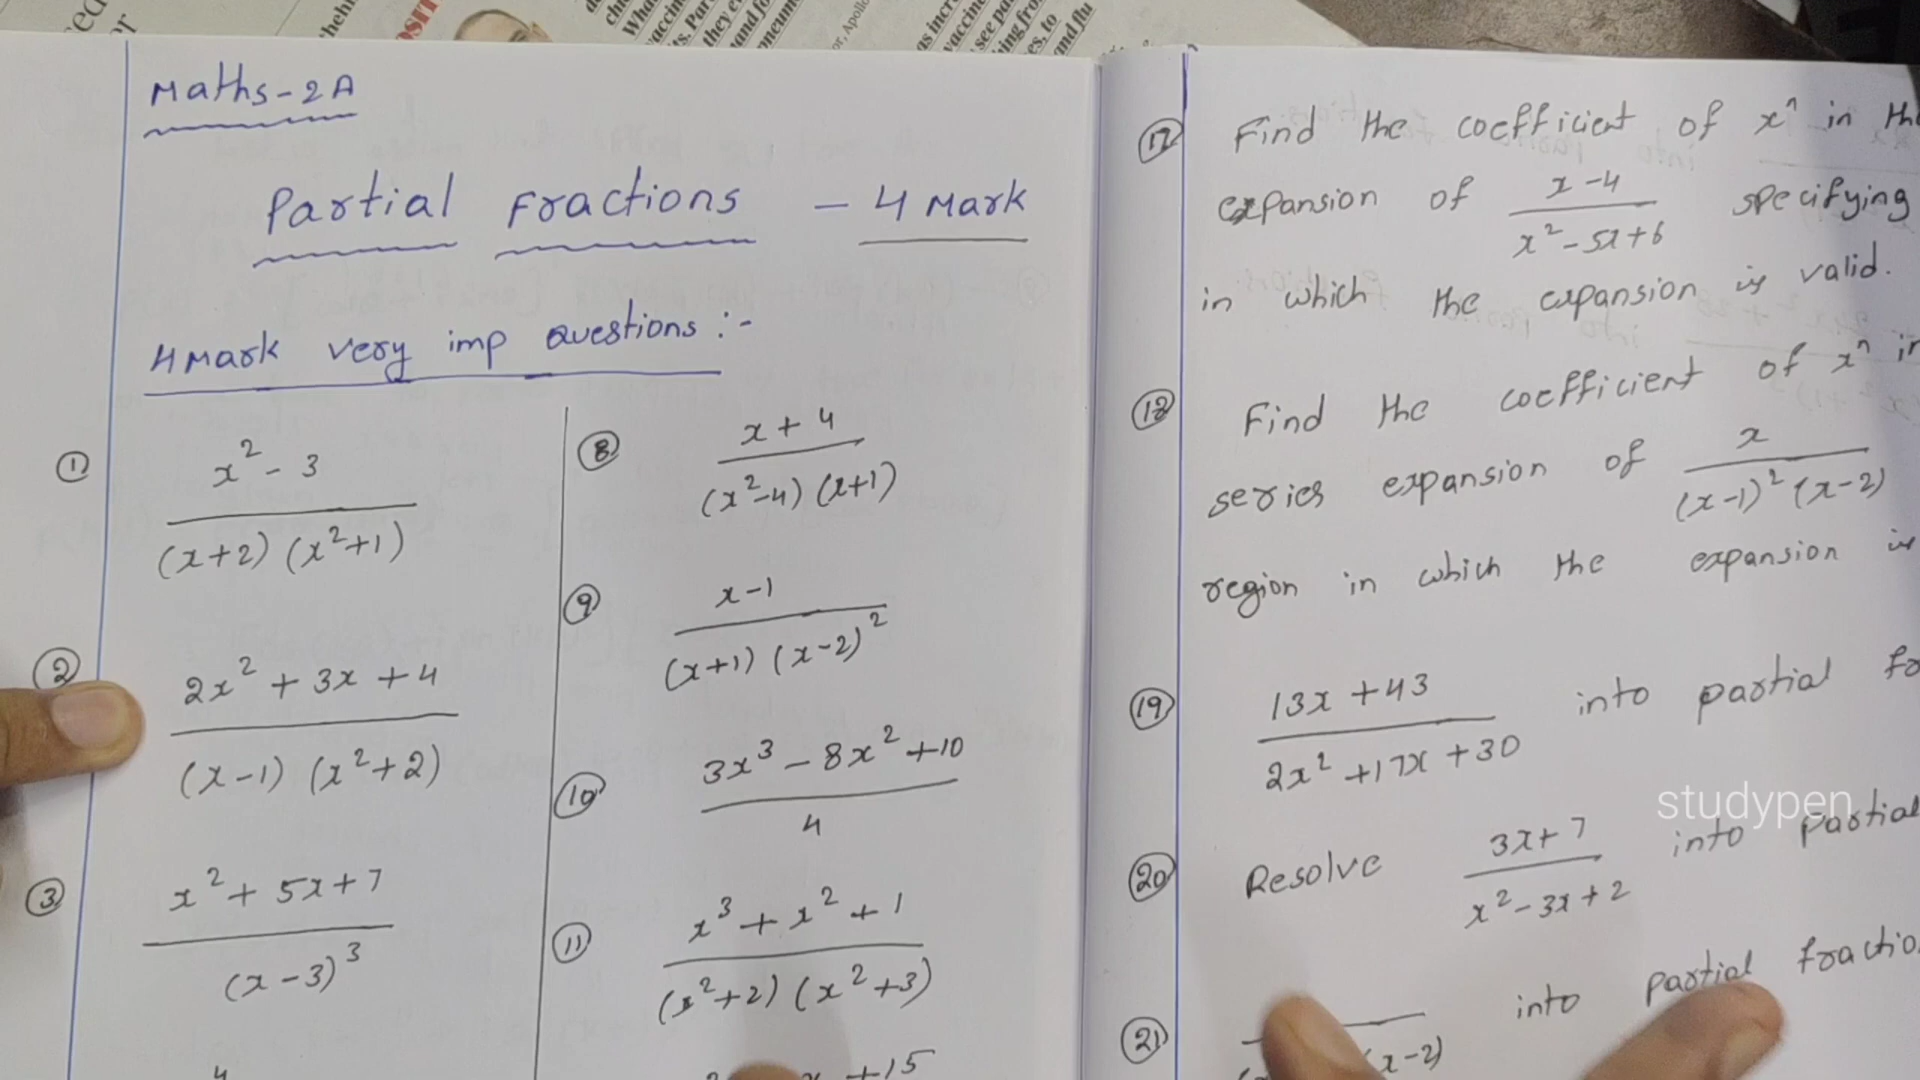 Maths-2A
Partial Fractions - 4 Mark
4 Mark very imp Questions :-
① x² - 3 / (x+2) (x²+1)
② 2x² + 3x + 4 / (x-1) (x²+2)
③ x² + 5x + 7 / (x-3)³
4
⑧ x + 4 / (x²-4) (x+1)
⑨ x-1 / (x+1) (x-2)²
⑩ 3x³ - 8x² + 10 / 4
⑪ x³ + x² + 1 / (x²+2) (x²+3)
+15
⑰ Find the coefficient of xⁿ in the
expansion of x-4 / x²-5x+6 specifying
in which the expansion is valid.
⑱ Find the coefficient of xⁿ in
series expansion of x / (x-1)² (x-2)
region in which the expansion is
⑲ 13x + 43 / 2x² + 17x + 30 into partial
⑳ Resolve 3x+7 / x²-3x+2 into partial
㉑ (x-2) into partial fractio
studypen